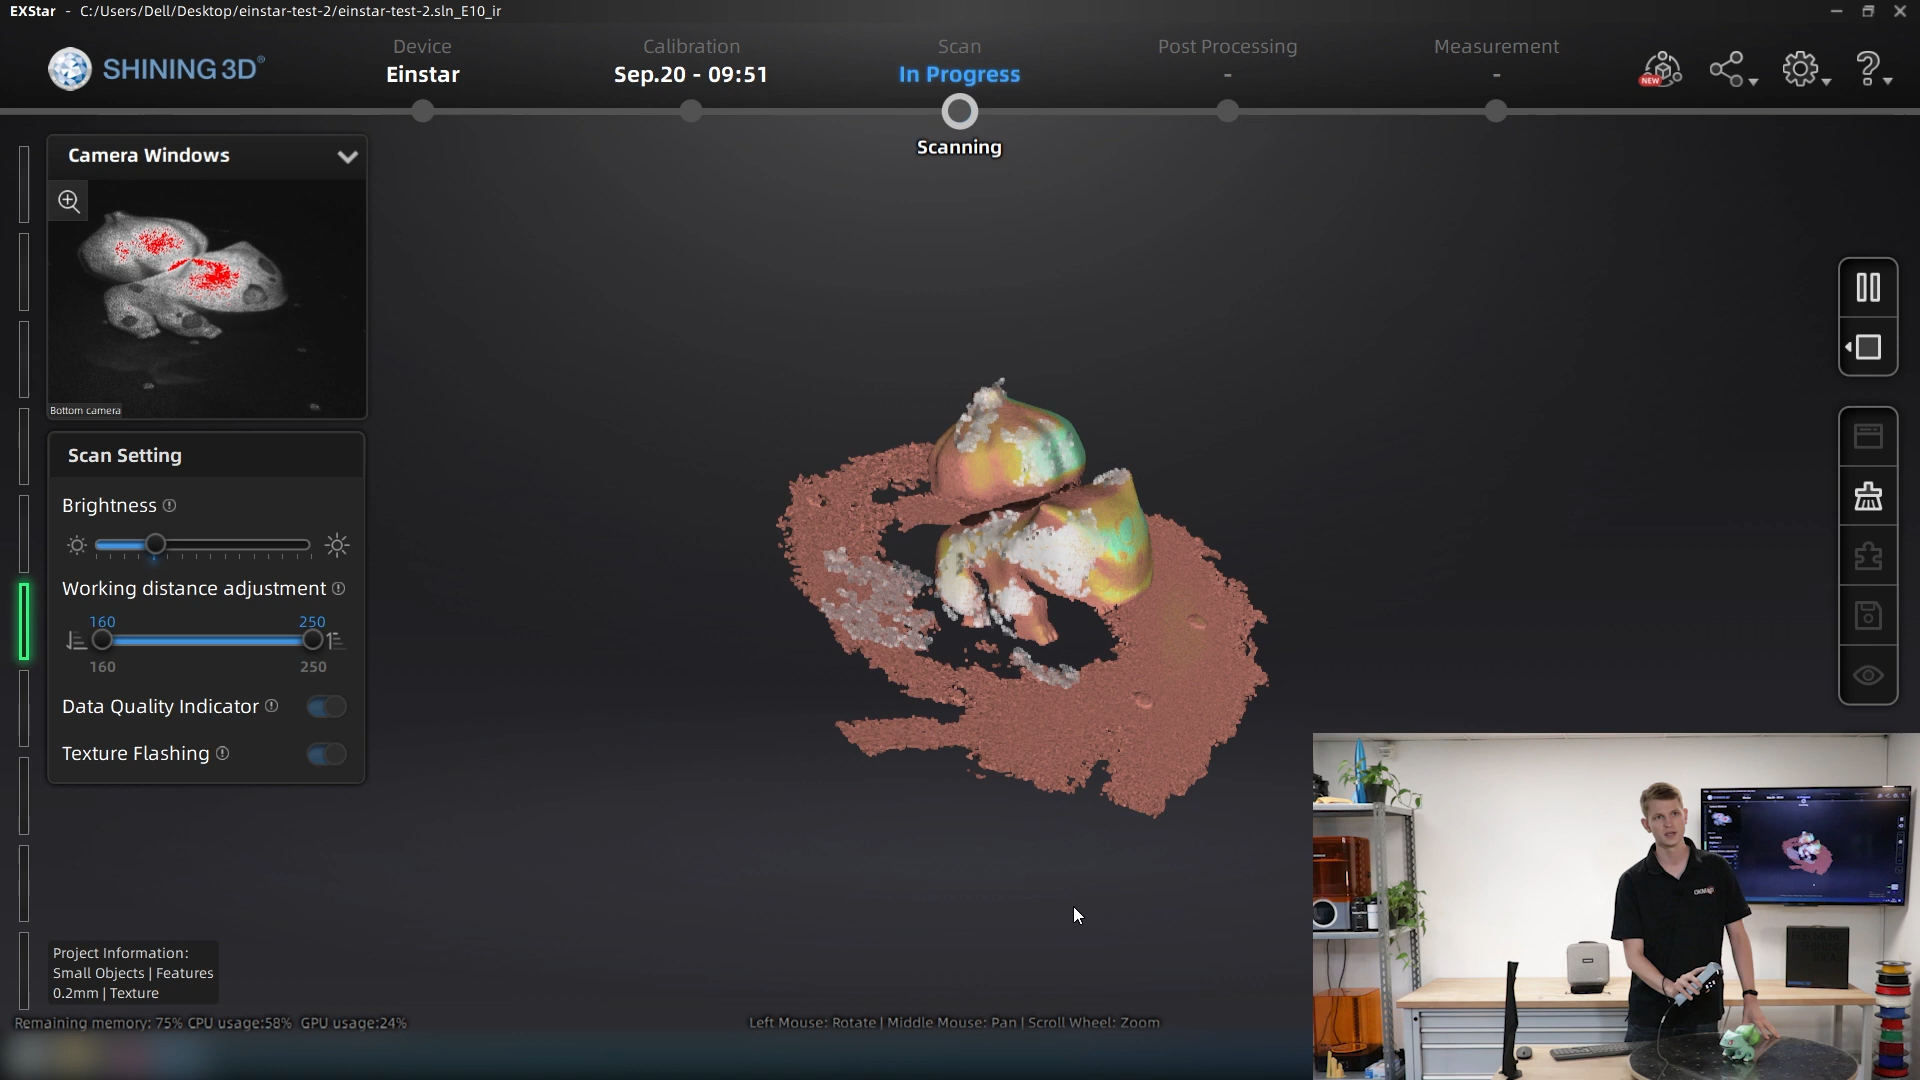 EXStar - C:/Users/Dell/Desktop/einstar-test-2/einstar-test-2.sln_E10_ir
SHINING 3D®
Device
Einstar
Calibration
Sep.20 - 09:51
Scan
In Progress
Scanning
Post Processing
-
Measurement
-
NEW
Camera Windows
Bottom camera
Scan Setting
Brightness
Working distance adjustment
160 250
160 250
Data Quality Indicator
Texture Flashing
Project Information:
Small Objects | Features
0.2mm | Texture
Remaining memory: 75% CPU usage:58% GPU usage:24%
Left Mouse: Rotate | Middle Mouse: Pan | Scroll Wheel: Zoom